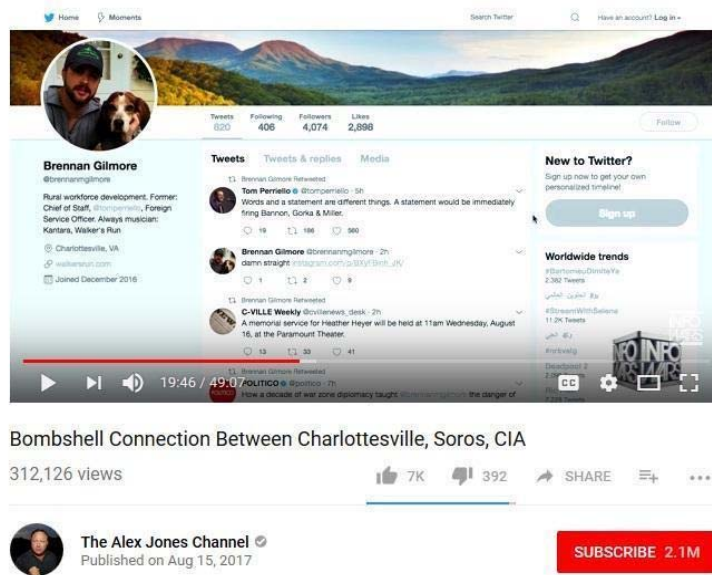 Home Moments Search Twitter Have an account? Log in
Tweets Following Followers Likes
620 406 4,074 2,898
Follow
Brennan Gilmore
@brennanmgilmore
Rural workforce development. Former:
Chief of Staff, @tomperriello, Foreign
Service Officer. Always musician:
Kantara, Walker's Run
Charlottesville, VA
walkersrun.com
Joined December 2016
Tweets Tweets & replies Media
Brennan Gilmore Retweeted
Tom Perriello @tomperriello · 5h
Words and a statement are different things. A statement would be immediately
firing Bannon, Gorka & Miller.
19 186 560
Brennan Gilmore @brennanmgilmore · 2h
damn straight
1 2 9
Brennan Gilmore Retweeted
C-VILLE Weekly @cvillenews_desk · 2h
A memorial service for Heather Heyer will be held at 11am Wednesday, August
16, at the Paramount Theater.
13 33 41
Brennan Gilmore Retweeted
POLITICO @politico · 7h
How a decade of war zone diplomacy taught @brennanmgilmore the danger of
New to Twitter?
Sign up now to get your own
personalized timeline!
Sign up
Worldwide trends
#BartomeuDimiteYa
2,362 Tweets
#StreamWithSelena
11.2K Tweets
Deadpool 2
INFO WARS
19:46 / 49:07
CC
Bombshell Connection Between Charlottesville, Soros, CIA
312,126 views 7K 392 SHARE
The Alex Jones Channel
Published on Aug 15, 2017
SUBSCRIBE 2.1M